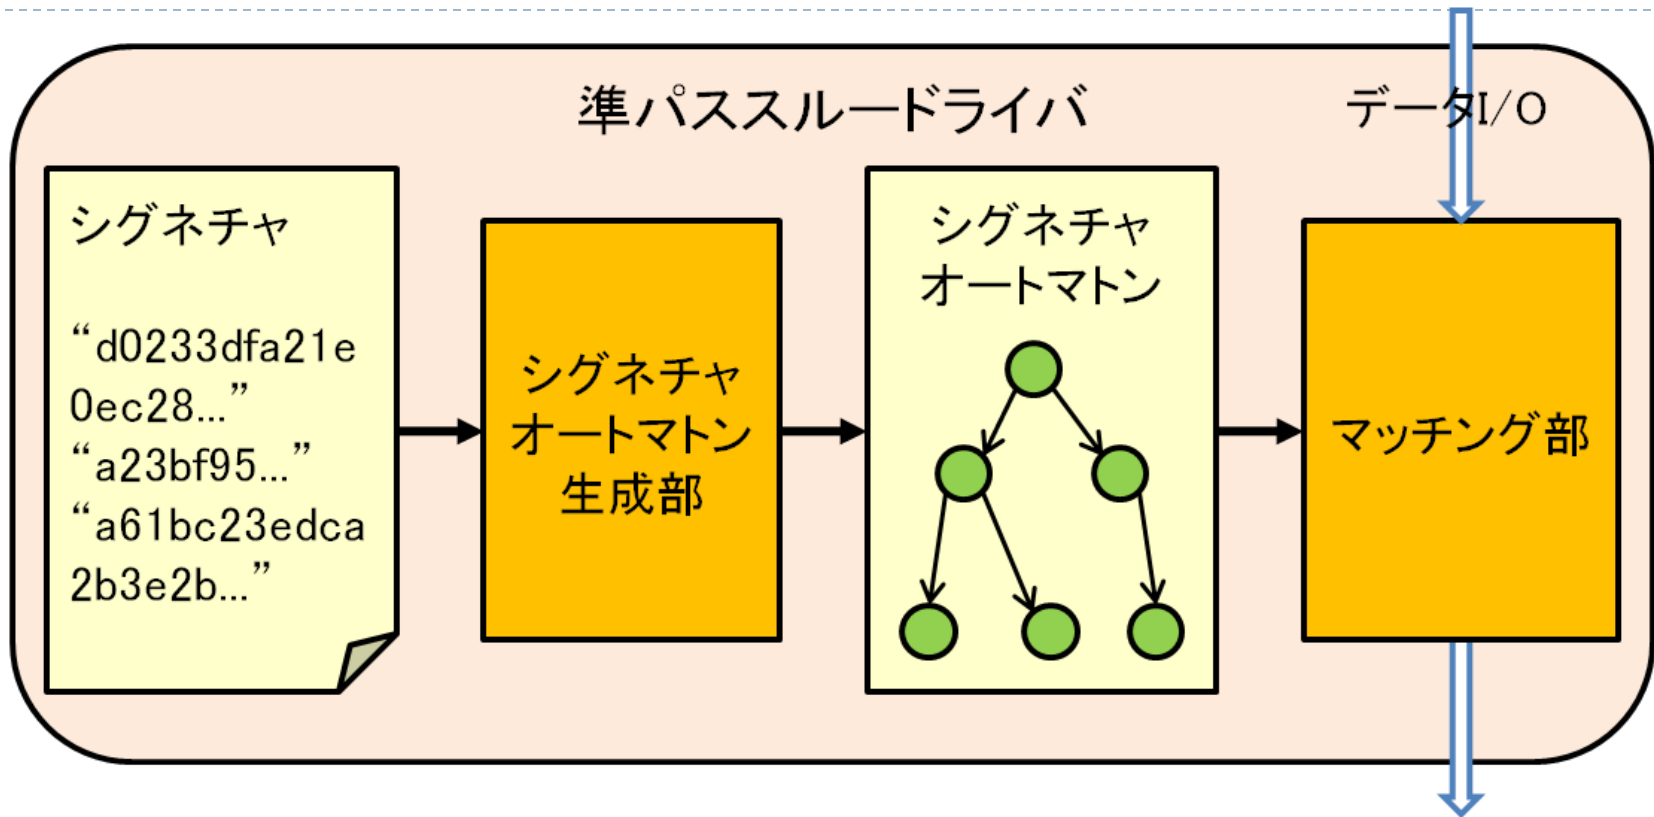 準パススルードライバ
データI/O
シグネチャ
“d0233dfa21e
0ec28...”
“a23bf95...”
“a61bc23edca
2b3e2b...”
シグネチャ
オートマトン
生成部
シグネチャ
オートマトン
マッチング部